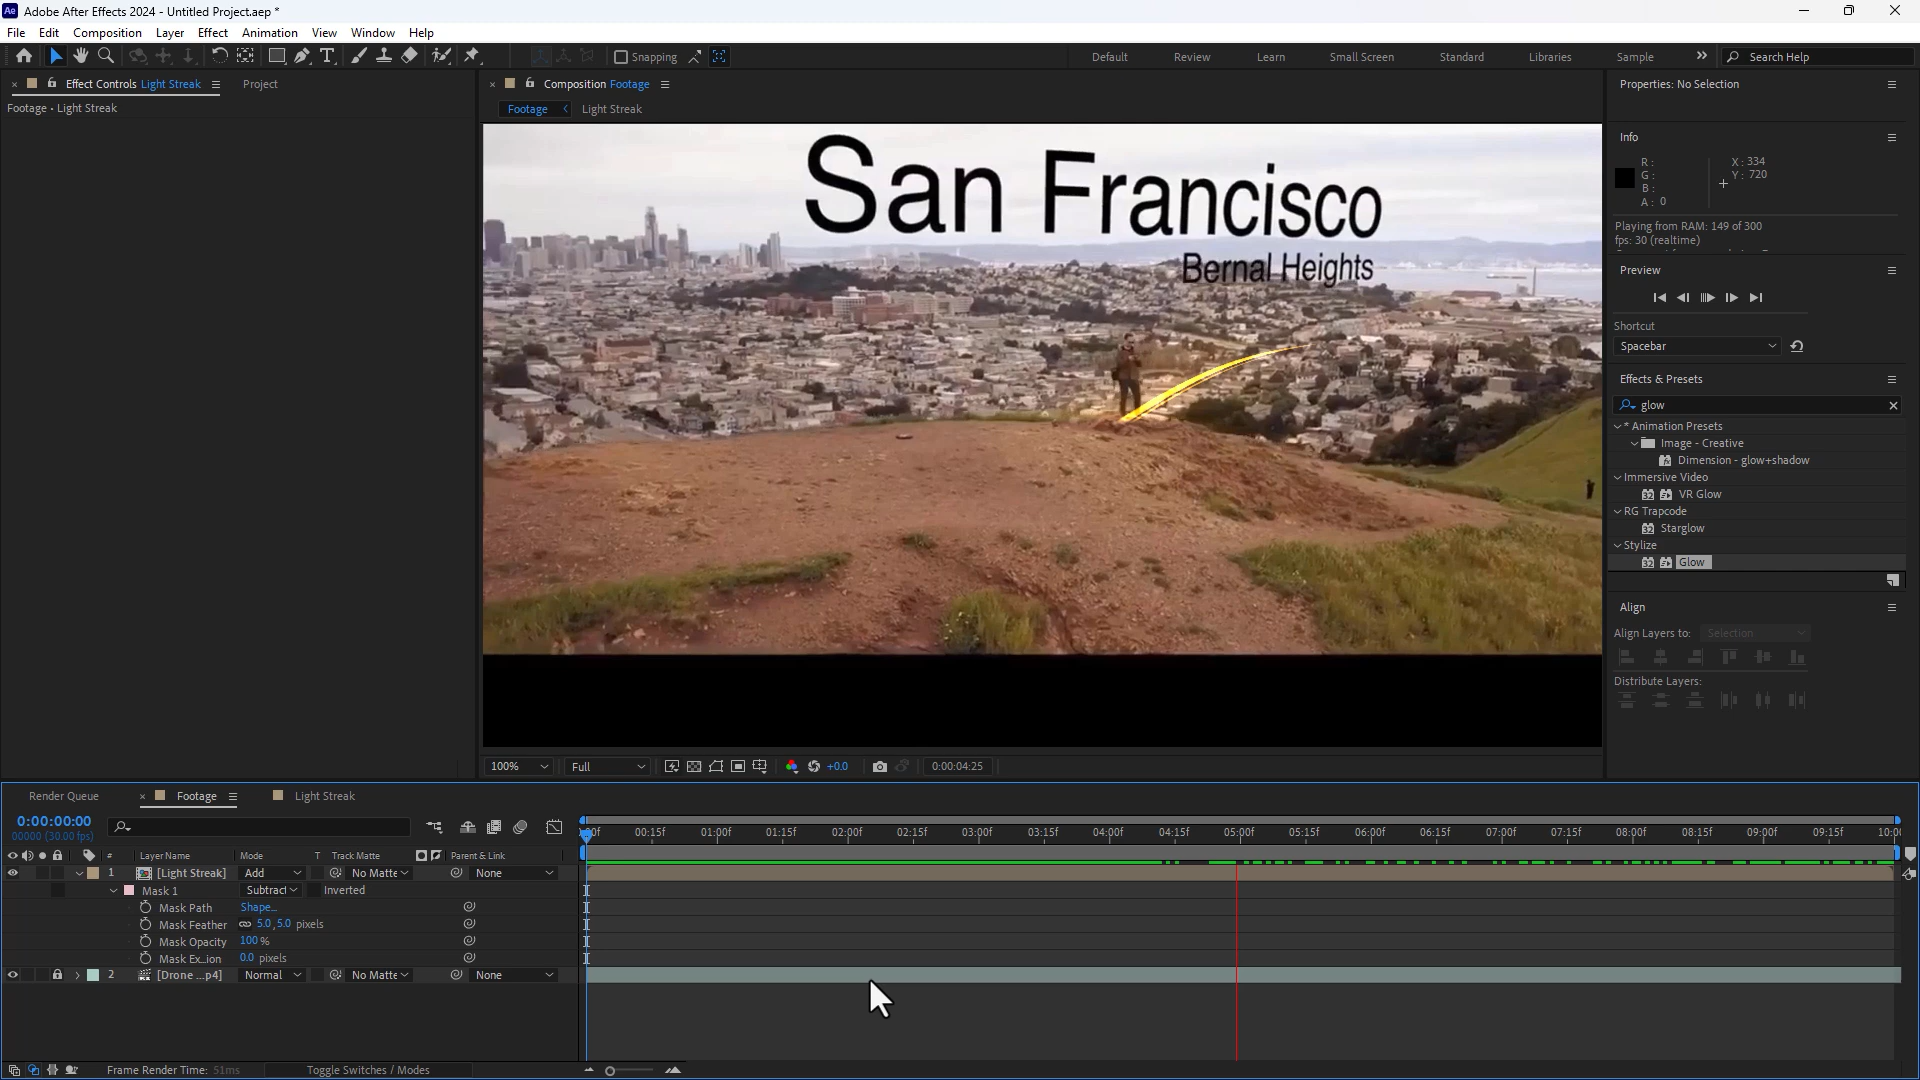 Ae Adobe After Effects 2024 - Untitled Project.aep *
File Edit Composition Layer Effect Animation View Window Help
Snapping
Default Review Learn Small Screen Standard Libraries Sample
Search Help
Effect Controls Light Streak
Project
Footage • Light Streak
Composition Footage
Footage Light Streak
San Francisco
Bernal Heights
100% Full +0.0 0:00:04:25
Properties: No Selection
Info
R:
G:
B:
A: 0
X: 334
Y: 720
Playing from RAM: 149 of 300
fps: 30 (realtime)
Preview
Shortcut
Spacebar
Effects & Presets
glow
* Animation Presets
Image - Creative
Dimension - glow+shadow
Immersive Video
32 VR Glow
RG Trapcode
32 Starglow
Stylize
32 Glow
Align
Align Layers to: Selection
Distribute Layers:
Render Queue Footage Light Streak
0:00:00:00
00000 (30.00 fps)
00:15f 01:00f 01:15f 02:00f 02:15f 03:00f 03:15f 04:00f 04:15f 05:00f 05:15f 06:00f 06:15f 07:00f 07:15f 08:00f 08:15f 09:00f 09:15f 10:0
# Layer Name Mode T Track Matte Parent & Link
1 [Light Streak] Add No Matte None
Mask 1 Subtract Inverted
Mask Path Shape...
Mask Feather 5.0,5.0 pixels
Mask Opacity 100 %
Mask Ex...ion 0.0 pixels
2 [Drone ...p4] Normal No Matte None
Frame Render Time: 51ms Toggle Switches / Modes